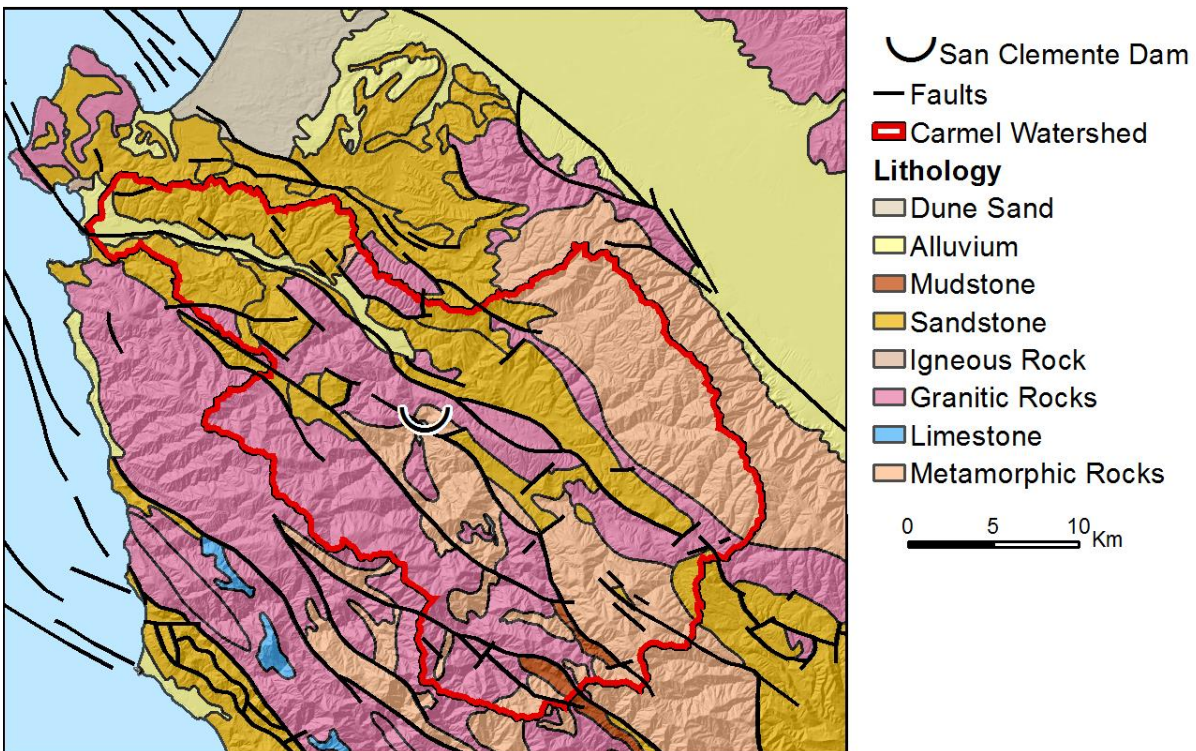 San Clemente Dam
Faults
Carmel Watershed
Lithology
Dune Sand
Alluvium
Mudstone
Sandstone
Igneous Rock
Granitic Rocks
Limestone
Metamorphic Rocks
0 5 10 Km